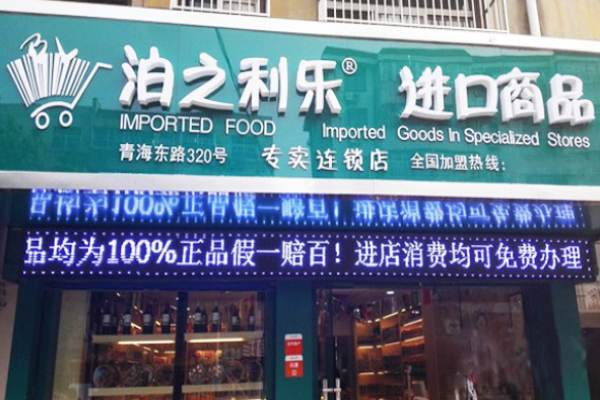 泊之利乐® 进口商品
IMPORTED FOOD Imported Goods In Specialized Stores
青海东路320号 专卖连锁店 全国加盟热线:
品均为100%正品假一赔百!进店消费均可免费办理